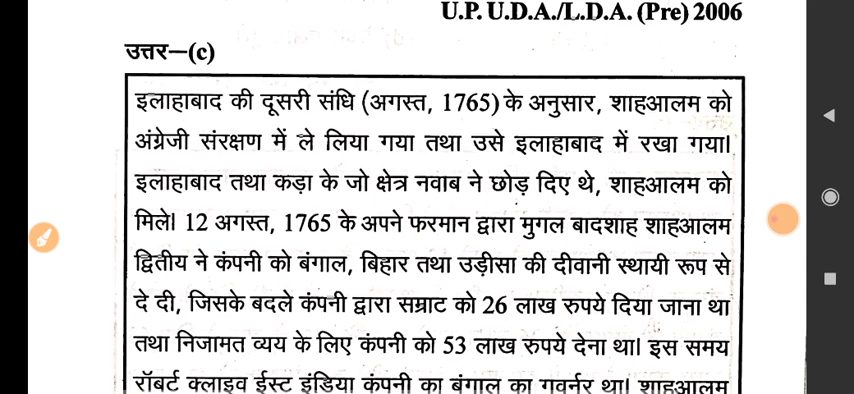 U.P. U.D.A./L.D.A. (Pre) 2006
उत्तर—(c)
इलाहाबाद की दूसरी संधि (अगस्त, 1765) के अनुसार, शाहआलम को
अंग्रेजी संरक्षण में ले लिया गया तथा उसे इलाहाबाद में रखा गया।
इलाहाबाद तथा कड़ा के जो क्षेत्र नवाब ने छोड़ दिए थे, शाहआलम को
मिले। 12 अगस्त, 1765 के अपने फरमान द्वारा मुगल बादशाह शाहआलम
द्वितीय ने कंपनी को बंगाल, बिहार तथा उड़ीसा की दीवानी स्थायी रूप से
दे दी, जिसके बदले कंपनी द्वारा सम्राट को 26 लाख रुपये दिया जाना था
तथा निजामत व्यय के लिए कंपनी को 53 लाख रुपये देना था। इस समय
रॉबर्ट क्लाइव ईस्ट इंडिया कंपनी का बंगाल का गवर्नर था। शाहआलम